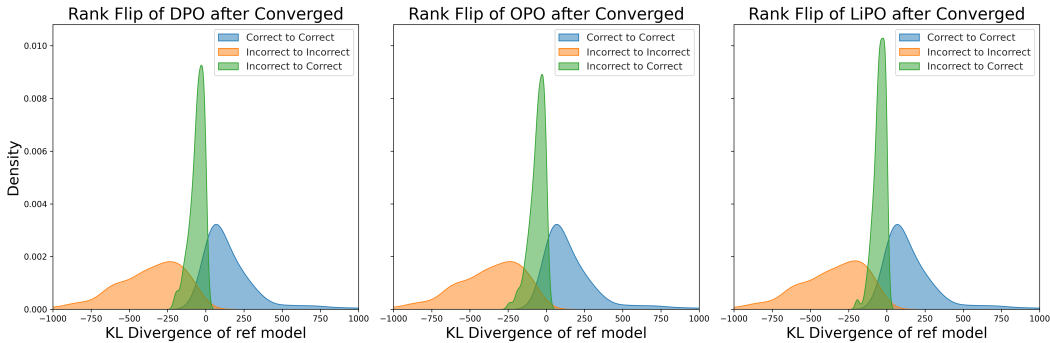 Rank Flip of DPO after Converged
Correct to Correct
Incorrect to Incorrect
Incorrect to Correct
Density
0.010
0.008
0.006
0.004
0.002
0.000
−1000 −750 −500 −250 0 250 500 750 1000
KL Divergence of ref model
Rank Flip of OPO after Converged
Correct to Correct
Incorrect to Incorrect
Incorrect to Correct
−1000 −750 −500 −250 0 250 500 750 1000
KL Divergence of ref model
Rank Flip of LiPO after Converged
Correct to Correct
Incorrect to Incorrect
Incorrect to Correct
−1000 −750 −500 −250 0 250 500 750 1000
KL Divergence of ref model